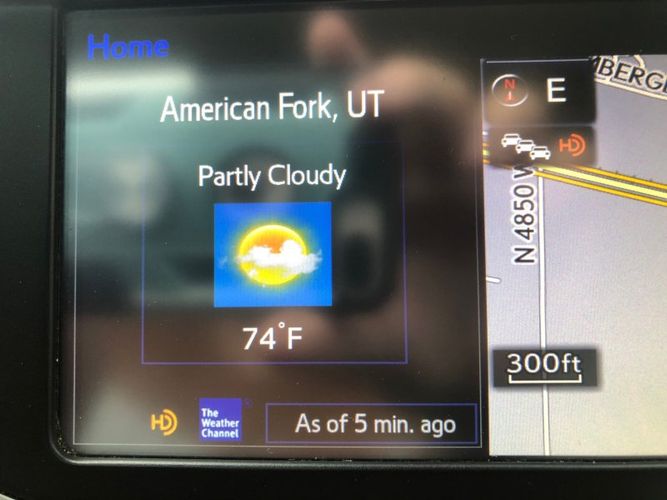 Home
American Fork, UT
Partly Cloudy
74°F
HD
The
Weather
Channel
As of 5 min. ago
N
E
HD
N 4850 W
300ft